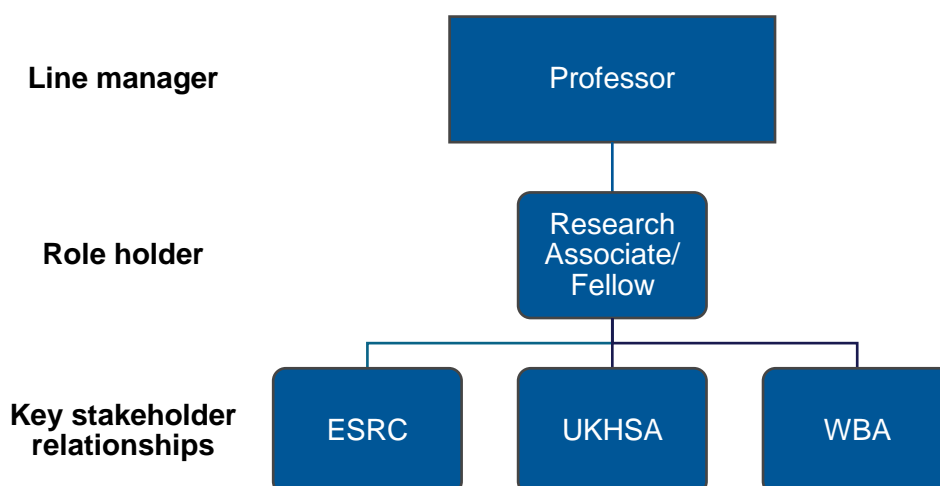 Line manager
Professor
Role holder
Research
Associate/
Fellow
Key stakeholder
relationships
ESRC
UKHSA
WBA